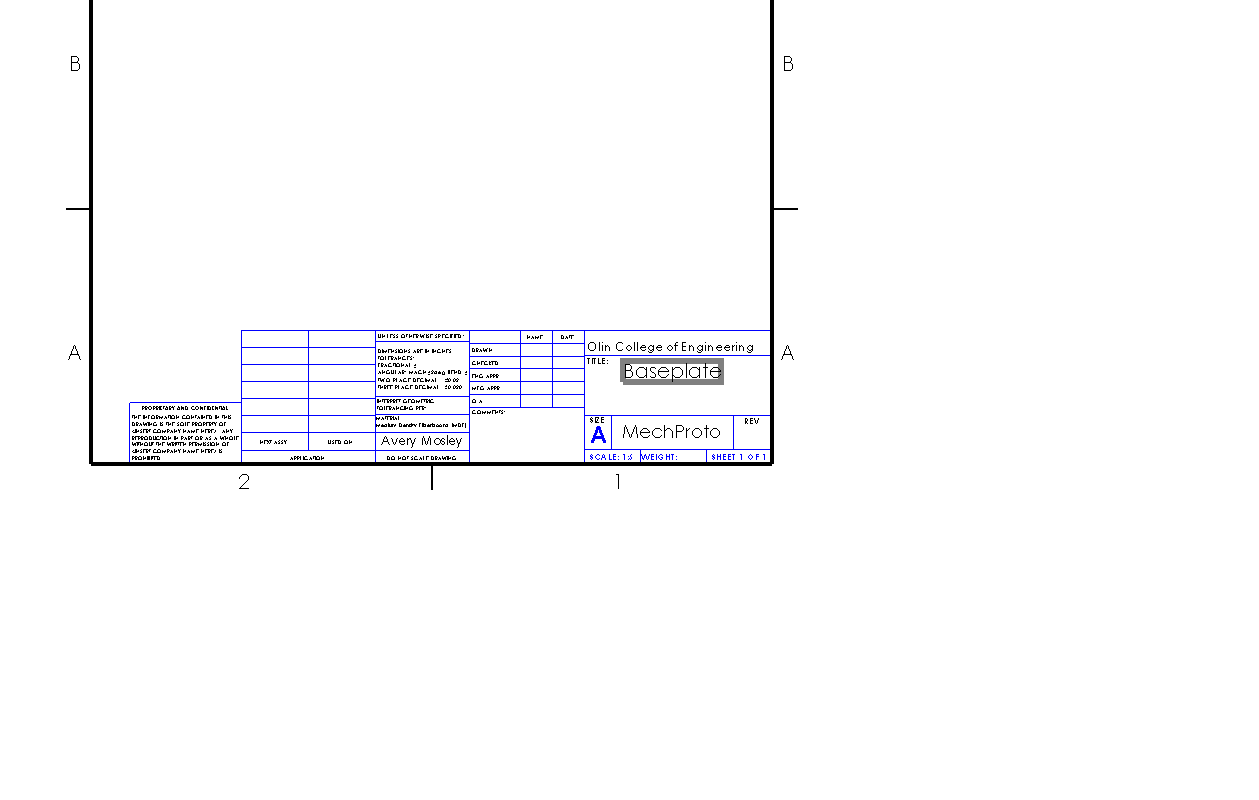 B B
A A
UNLESS OTHERWISE SPECIFIED:
DIMENSIONS ARE IN INCHES
TOLERANCES:
FRACTIONAL ±
ANGULAR: MACH ± BEND ±
TWO PLACE DECIMAL
THREE PLACE DECIMAL
INTERPRET GEOMETRIC
TOLERANCING PER:
MATERIAL
Medium Density Fiberboard (MDF)
Avery Mosley
DO NOT SCALE DRAWING
NAME DATE
DRAWN
CHECKED
ENG APPR.
MFG APPR.
Q.A.
COMMENTS:
Olin College of Engineering
TITLE:
Baseplate
SIZE
A
MechProto
REV
SCALE: WEIGHT: SHEET 1 OF 1
PROPRIETARY AND CONFIDENTIAL
THE INFORMATION CONTAINED IN THIS
DRAWING IS THE SOLE PROPERTY OF
<INSERT COMPANY NAME HERE>. ANY
REPRODUCTION IN PART OR AS A WHOLE
WITHOUT THE WRITTEN PERMISSION OF
<INSERT COMPANY NAME HERE> IS
PROHIBITED.
NEXT ASSY USED ON
APPLICATION
2 1